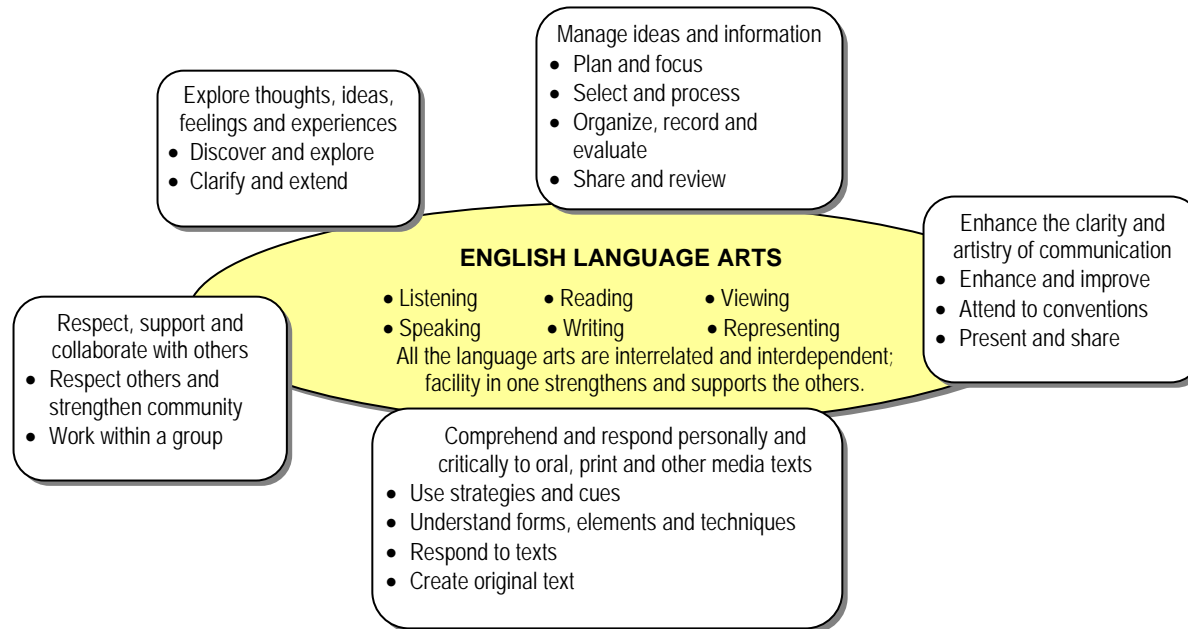 Manage ideas and information
• Plan and focus
• Select and process
• Organize, record and
evaluate
• Share and review
Explore thoughts, ideas,
feelings and experiences
• Discover and explore
• Clarify and extend
Enhance the clarity and
artistry of communication
• Enhance and improve
• Attend to conventions
• Present and share
ENGLISH LANGUAGE ARTS
• Listening • Reading • Viewing
• Speaking • Writing • Representing
All the language arts are interrelated and interdependent;
facility in one strengthens and supports the others.
Respect, support and
collaborate with others
• Respect others and
strengthen community
• Work within a group
Comprehend and respond personally and
critically to oral, print and other media texts
• Use strategies and cues
• Understand forms, elements and techniques
• Respond to texts
• Create original text